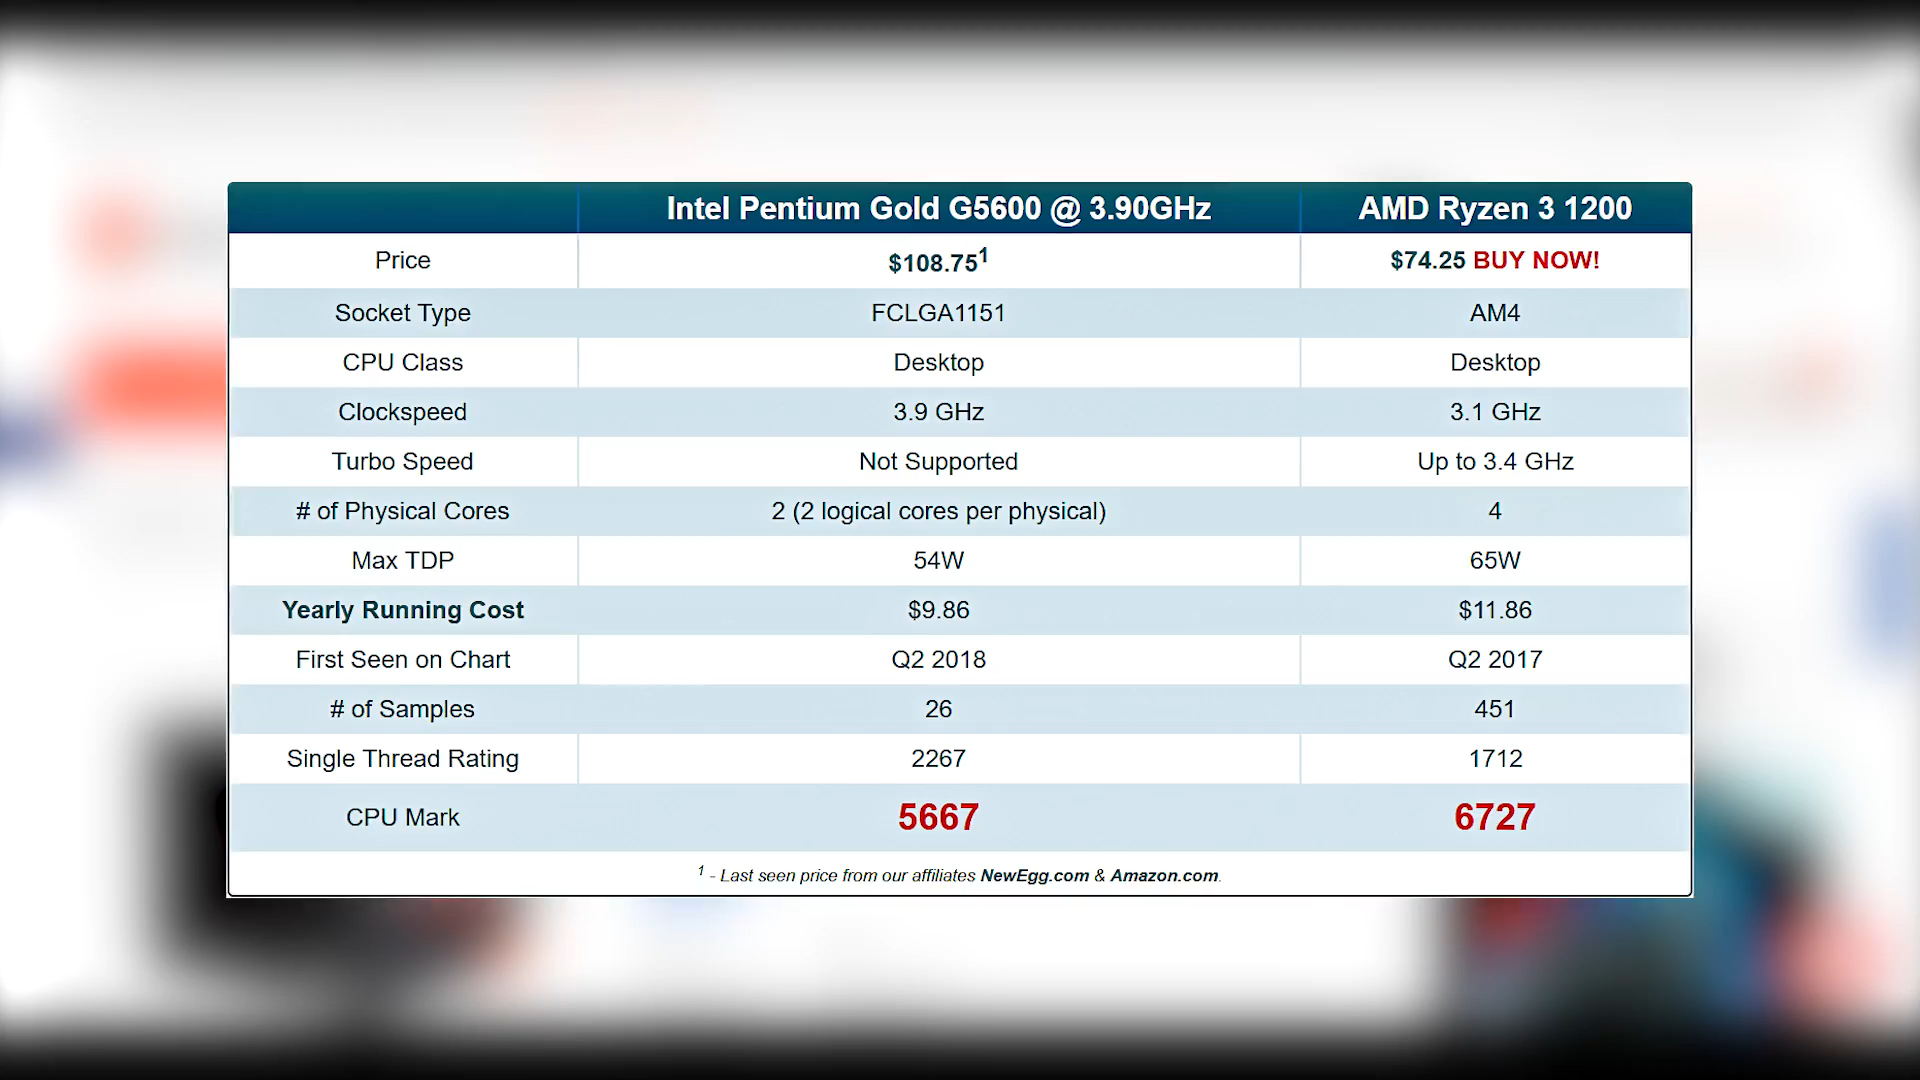 Intel Pentium Gold G5600 @ 3.90GHz AMD Ryzen 3 1200
Price $108.75¹ $74.25 BUY NOW!
Socket Type FCLGA1151 AM4
CPU Class Desktop Desktop
Clockspeed 3.9 GHz 3.1 GHz
Turbo Speed Not Supported Up to 3.4 GHz
# of Physical Cores 2 (2 logical cores per physical) 4
Max TDP 54W 65W
Yearly Running Cost $9.86 $11.86
First Seen on Chart Q2 2018 Q2 2017
# of Samples 26 451
Single Thread Rating 2267 1712
CPU Mark 5667 6727
¹ - Last seen price from our affiliates NewEgg.com & Amazon.com.